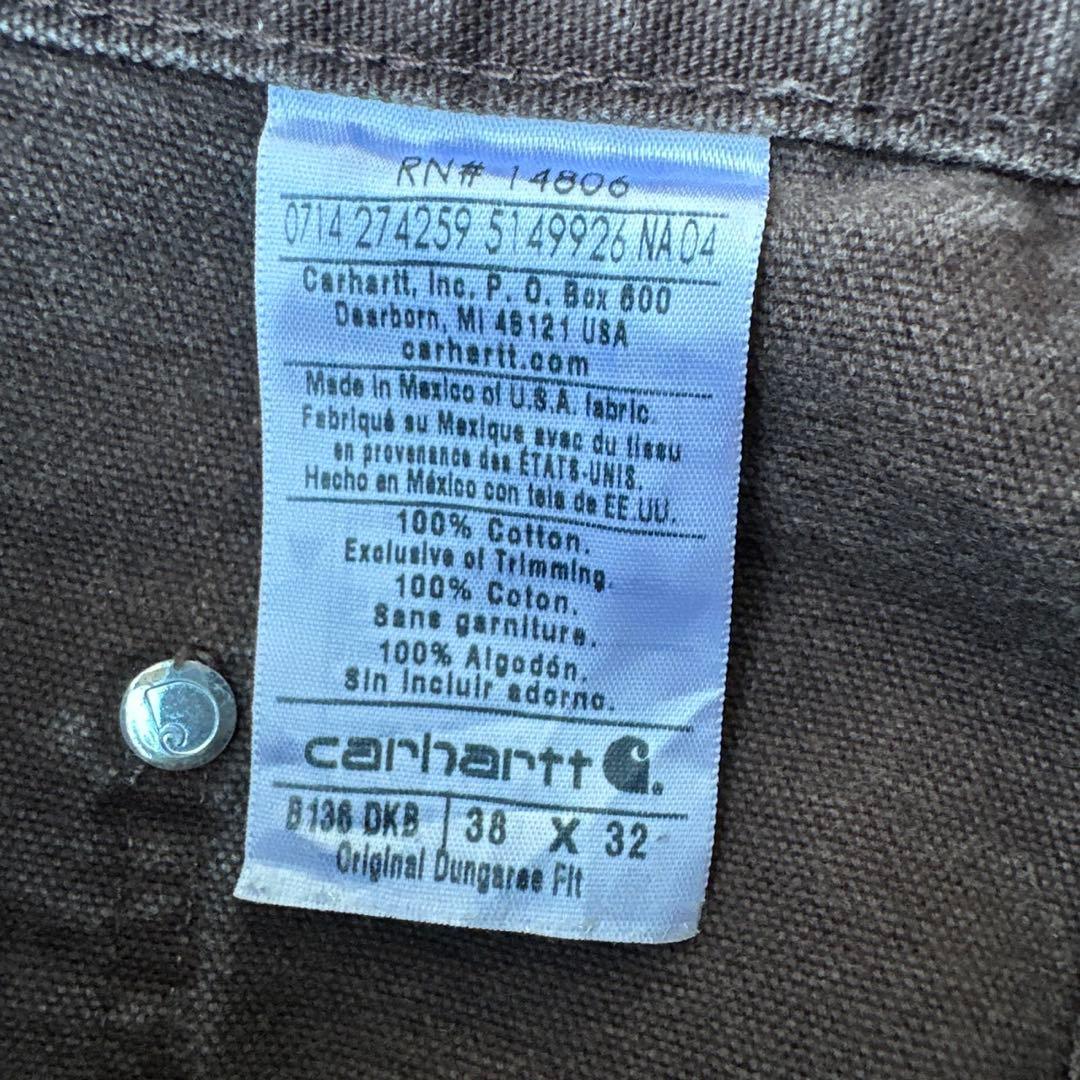 RN# 14806
0714 274259 5149926 NA04
Carhartt, Inc. P. O. Box 600
Dearborn, MI 48121 USA
carhartt.com
Made in Mexico of U.S.A. fabric
Fabriqué au Mexique avec du tissu
en provenance des ÉTATS-UNIS.
Hecho en México con tela de EE UU.
100% Cotton.
Exclusive of Trimming.
100% Coton.
Sans garniture.
100% Algodón.
Sin incluir adorno.
carhartt
B136 DKB 38 X 32
Original Dungaree Fit